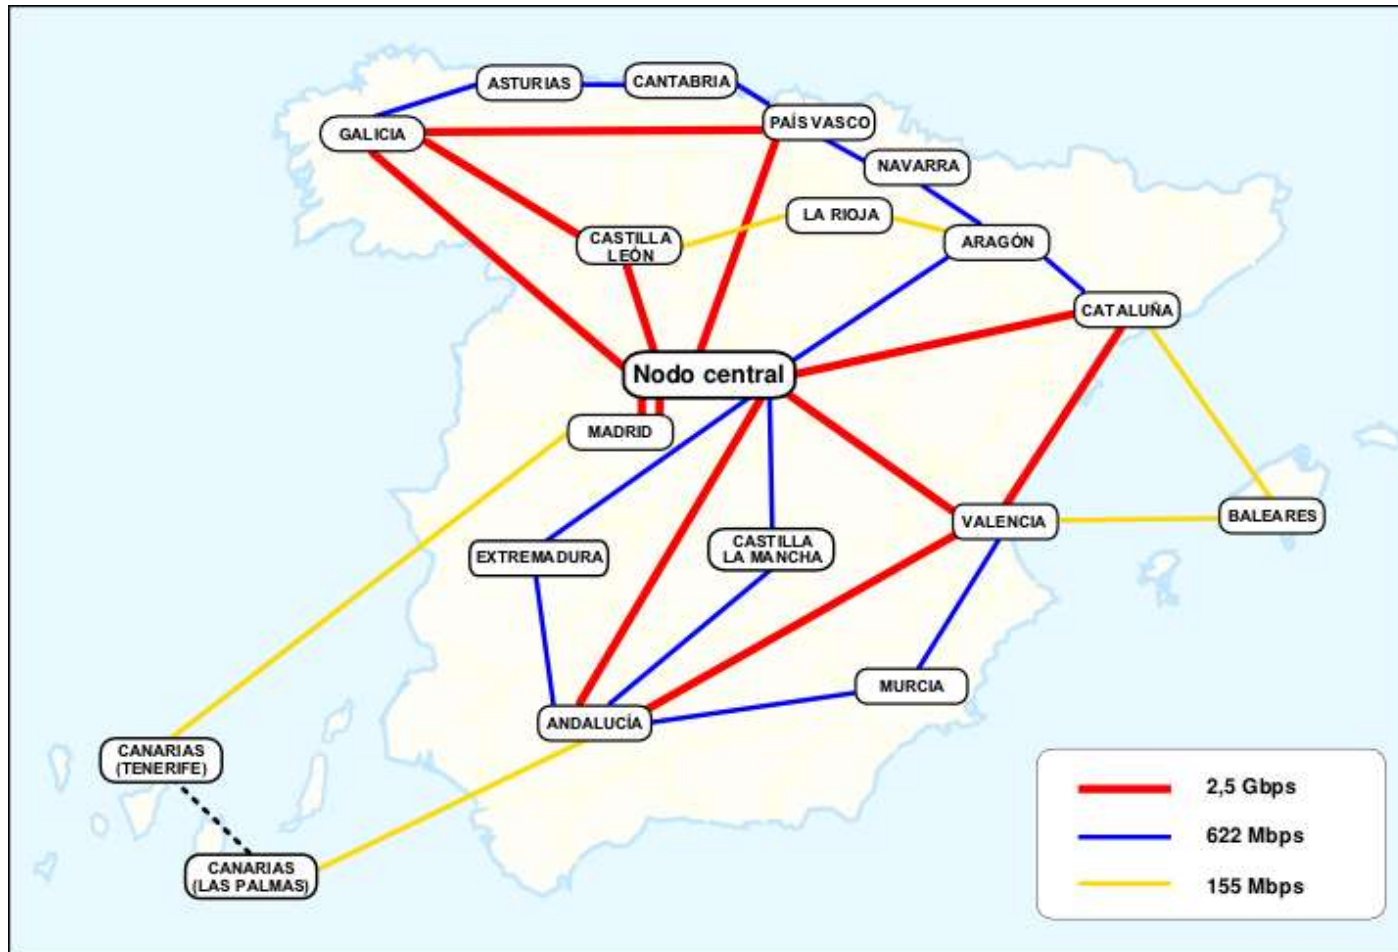 ASTURIAS
CANTABRIA
GALICIA
PAÍS VASCO
NAVARRA
LA RIOJA
CASTILLA
LEÓN
ARAGÓN
CATALUÑA
Nodo central
MADRID
VALENCIA
BALEARES
EXTREMADURA
CASTILLA
LA MANCHA
MURCIA
ANDALUCÍA
CANARIAS
(TENERIFE)
CANARIAS
(LAS PALMAS)
2,5 Gbps
622 Mbps
155 Mbps